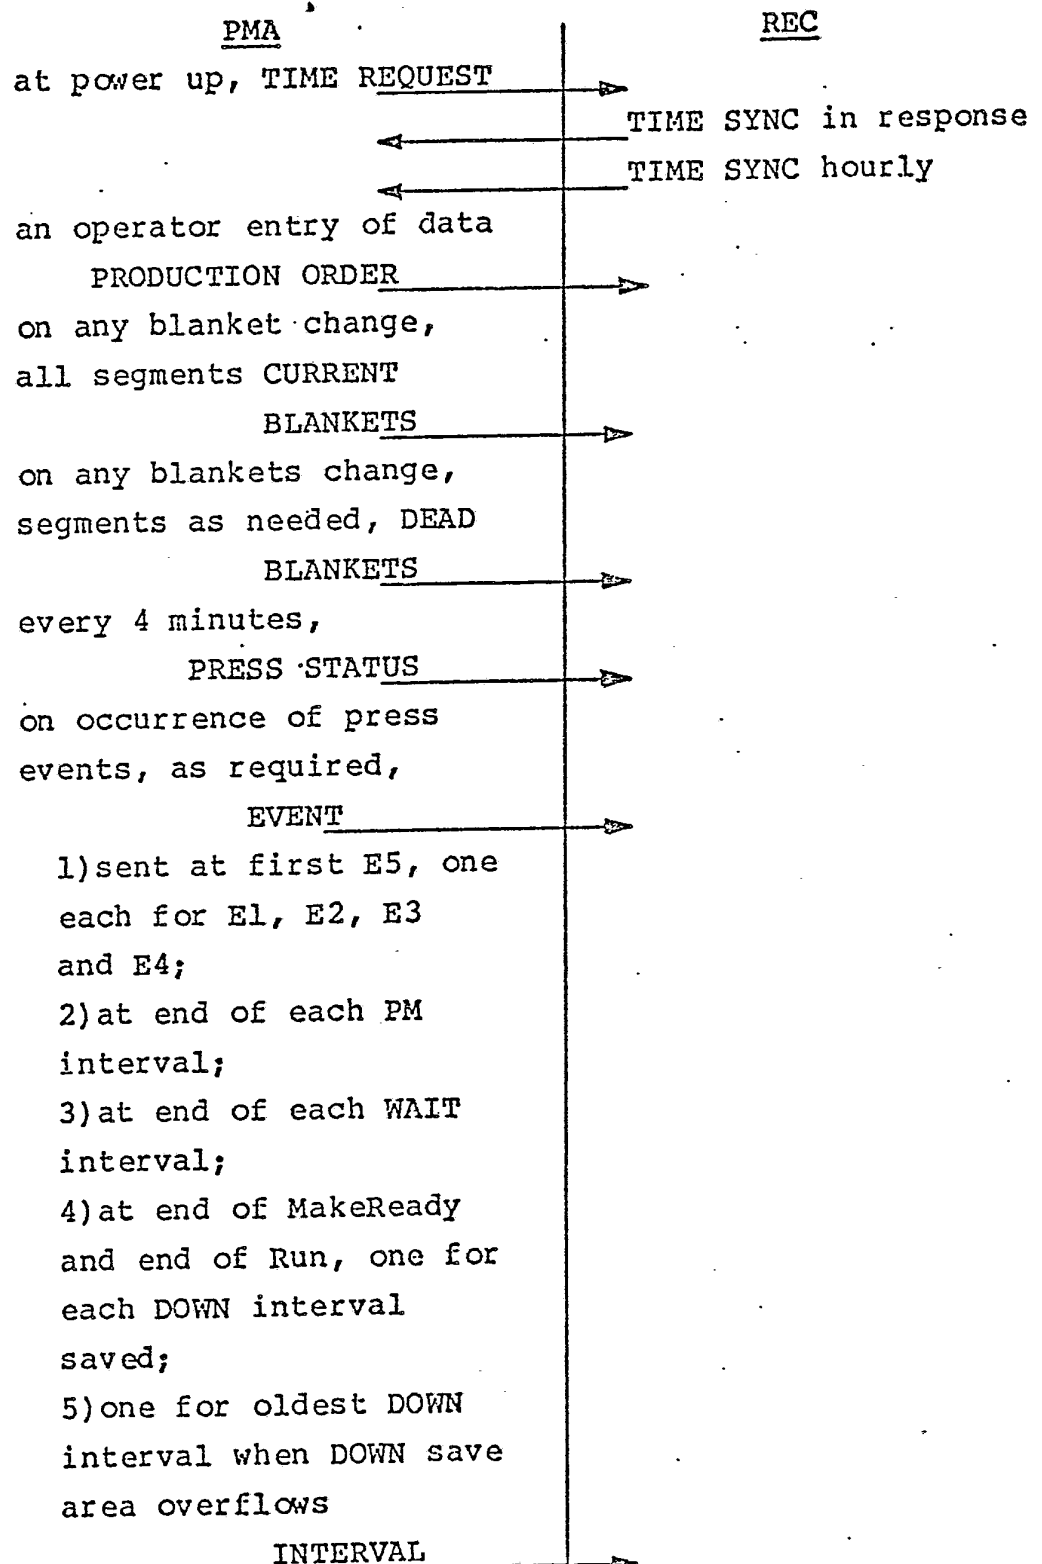 PMA
REC
at power up, TIME REQUEST
TIME SYNC in response
TIME SYNC hourly
an operator entry of data
PRODUCTION ORDER
on any blanket change,
all segments CURRENT
BLANKETS
on any blankets change,
segments as needed, DEAD
BLANKETS
every 4 minutes,
PRESS STATUS
on occurrence of press
events, as required,
EVENT
1)sent at first E5, one
each for E1, E2, E3
and E4;
2)at end of each PM
interval;
3)at end of each WAIT
interval;
4)at end of MakeReady
and end of Run, one for
each DOWN interval
saved;
5)one for oldest DOWN
interval when DOWN save
area overflows
INTERVAL